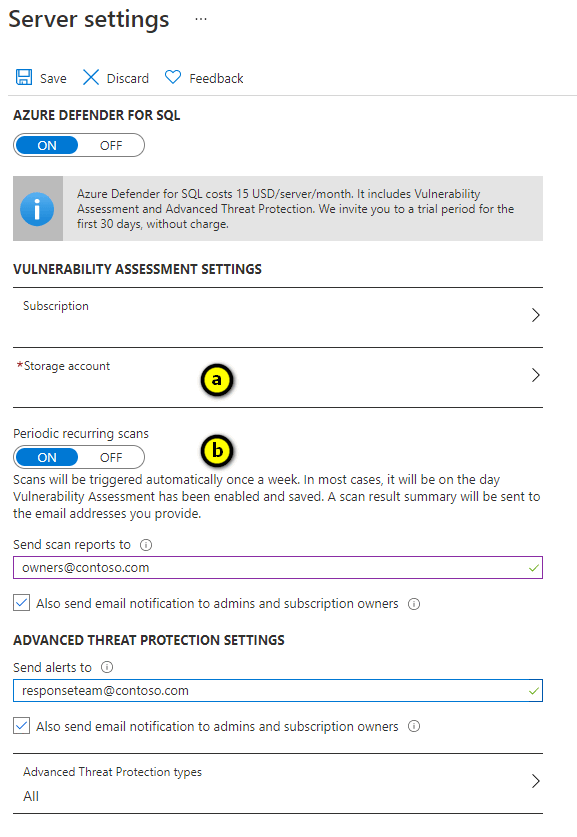 Server settings ...
Save Discard Feedback
AZURE DEFENDER FOR SQL
ON OFF
Azure Defender for SQL costs 15 USD/server/month. It includes Vulnerability
Assessment and Advanced Threat Protection. We invite you to a trial period for the
first 30 days, without charge.
VULNERABILITY ASSESSMENT SETTINGS
Subscription
*Storage account
a
Periodic recurring scans
b
ON OFF
Scans will be triggered automatically once a week. In most cases, it will be on the day
Vulnerability Assessment has been enabled and saved. A scan result summary will be sent to
the email addresses you provide.
Send scan reports to
owners@contoso.com
Also send email notification to admins and subscription owners
ADVANCED THREAT PROTECTION SETTINGS
Send alerts to
responseteam@contoso.com
Also send email notification to admins and subscription owners
Advanced Threat Protection types
All